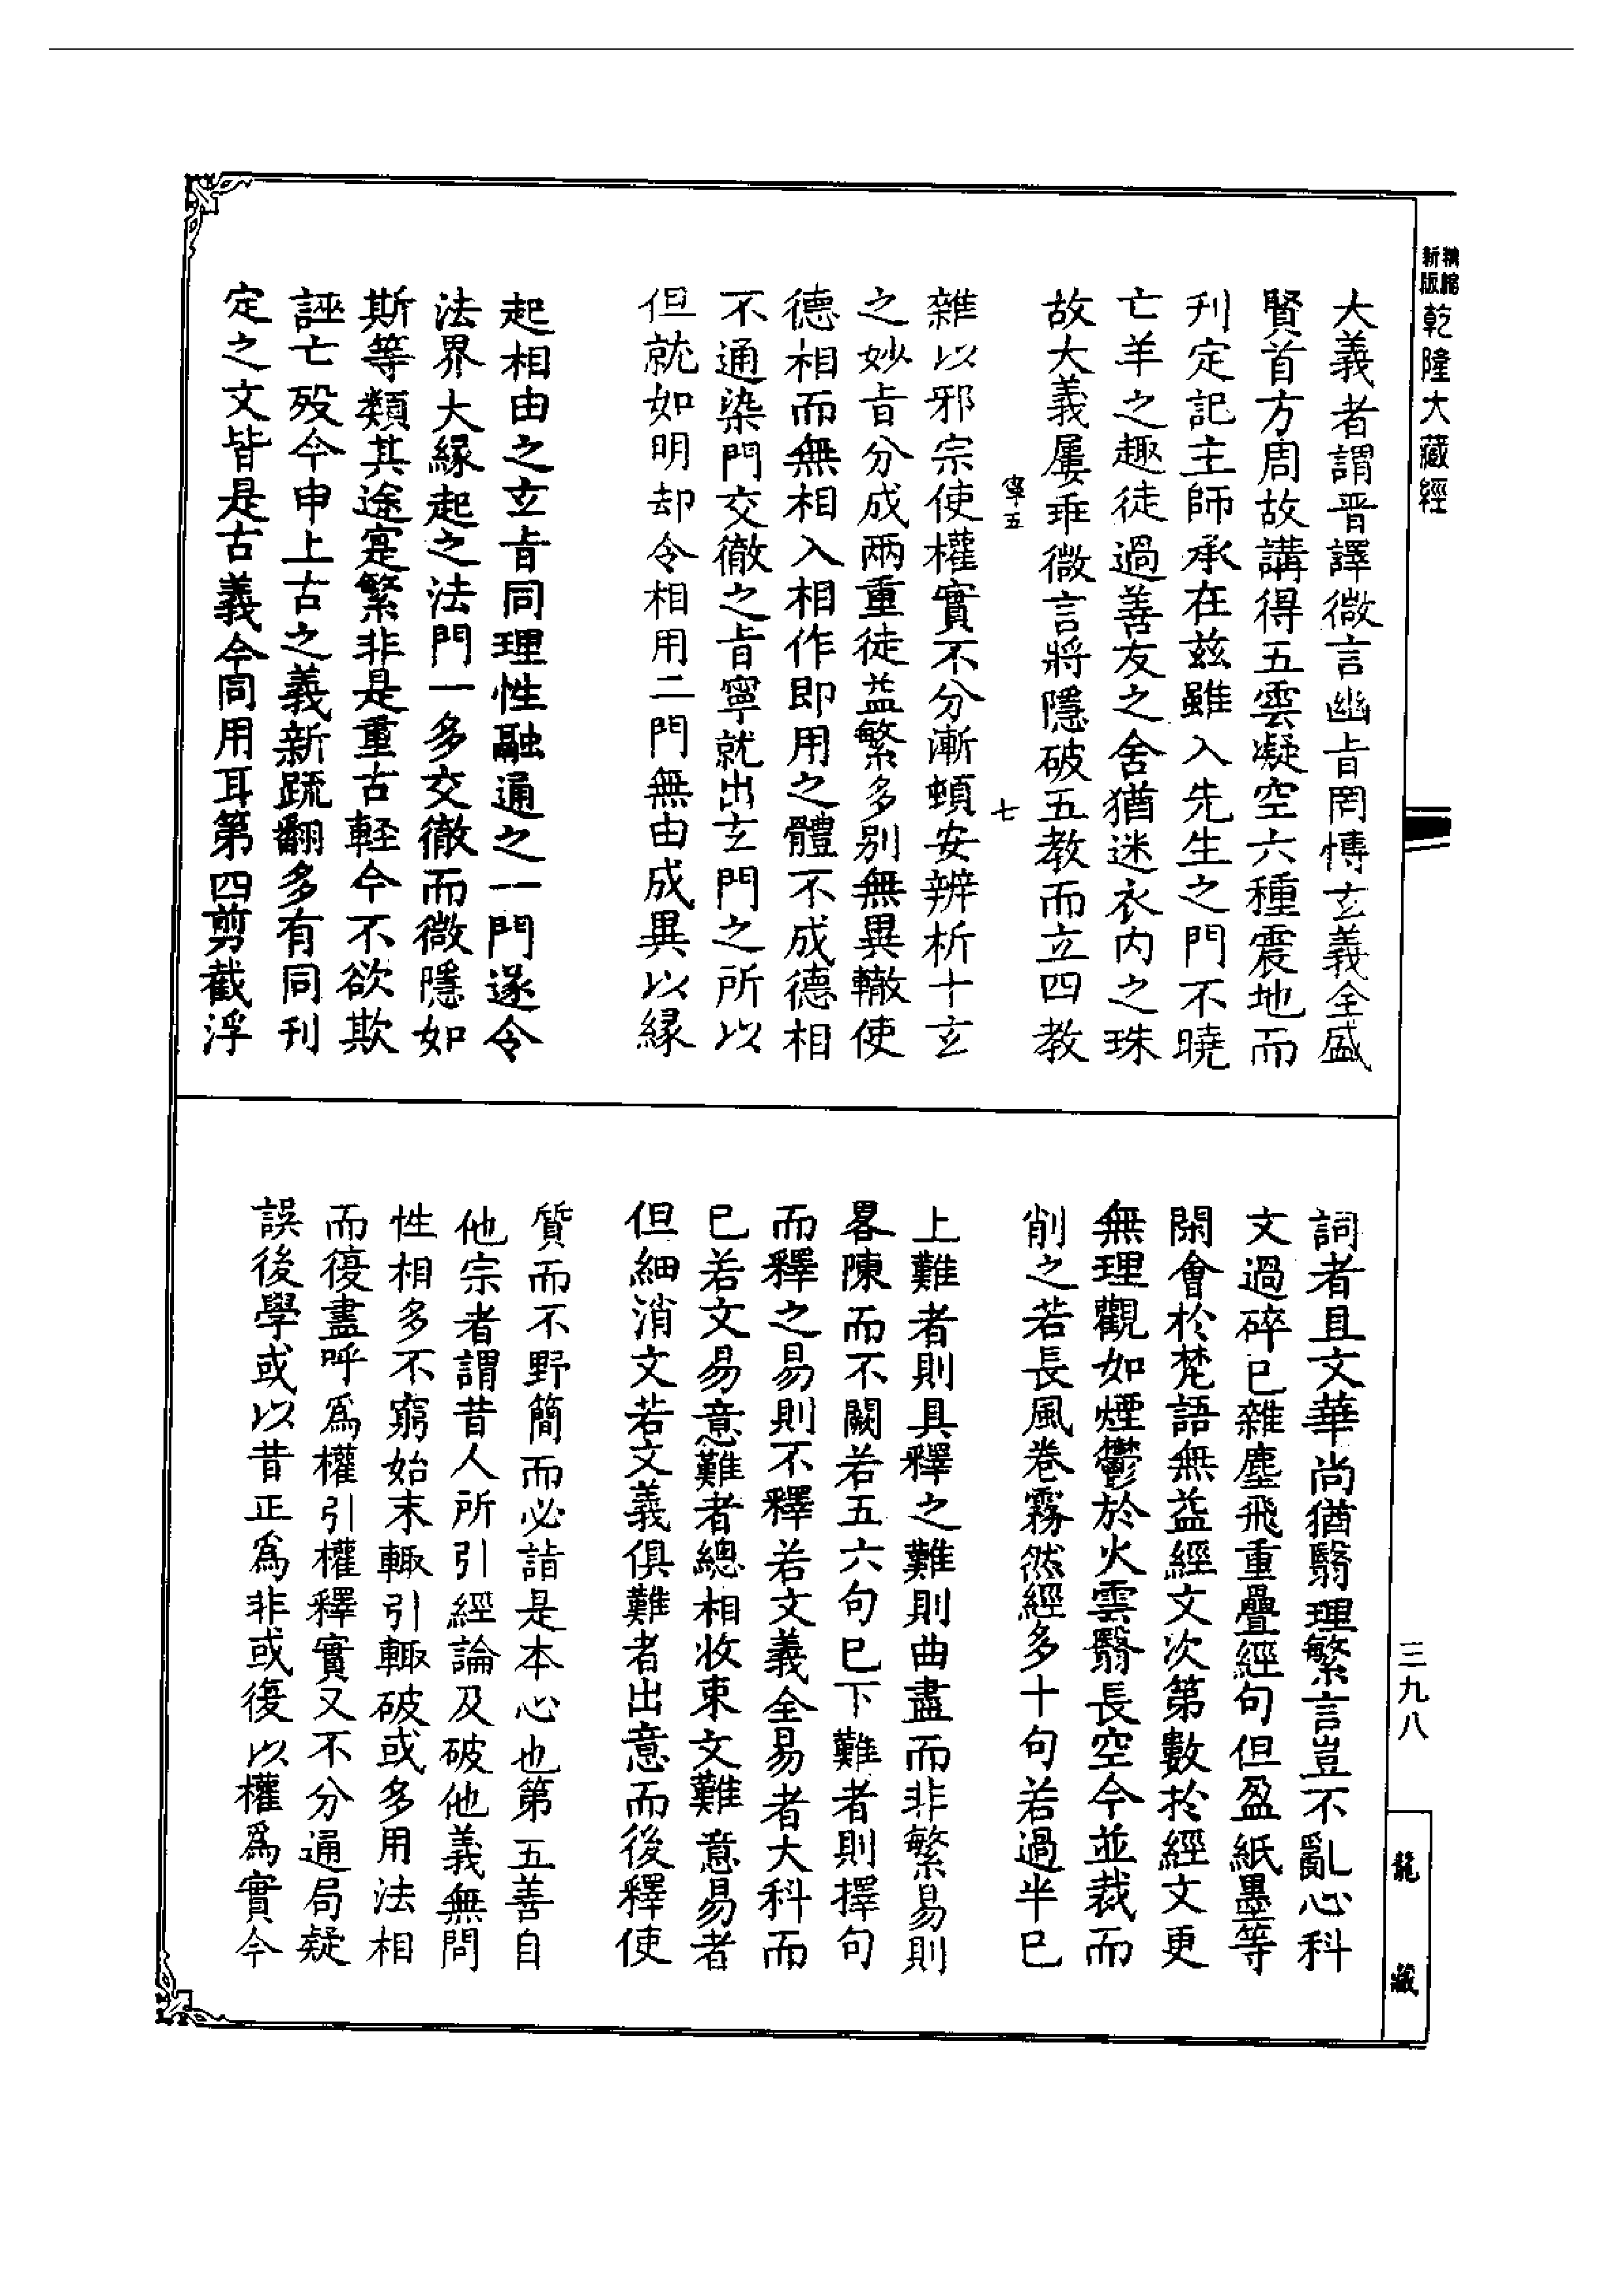 精縮
新版
乾隆大藏經
大義者謂晋譯微言幽㫖罔愽玄義全盛
賢首方周故講得五雲凝空六種震地而
刋定記主師承在兹雖入先生之門不曉
亡羊之趣徒過善友之舍猶迷衣内之珠
故大義屢乖微言將隱破五教而立四教
寧五
七
雜以邪宗使權實不分漸頓安辨析十玄
之妙㫖分成兩重徒益繁多别無異轍使
德相而無相入相作即用之體不成德相
不通染門交徹之㫖寧就出玄門之所以
但就如明却令相用二門無由成異以緣
起相由之玄㫖同理性融通之一門遂令
法界大緣起之法門一多交徹而微隱如
斯等類其途寔繁非是重古輕今不欲欺
誣亡歿今申上古之義新䟽翻多有同刋
定之文皆是古義今同用耳第四剪截浮
詞者且文華尚猶翳理繁言豈不亂心科
文過碎已雜塵飛重疊經句但盈紙墨等
閑會於梵語無益經文次第數於經文更
無理觀如煙鬱於火雲翳長空今並裁而
削之若長風卷霧然經多十句若過半已
上難者則具釋之難則曲盡而非繁易則
畧陳而不闕若五六句已下難者則擇句
而釋之易則不釋若文義全易者大科而
已若文易意難者總相收束文難意易者
但細消文若文義俱難者出意而後釋使
質而不野簡而必詣是本心也第五善自
他宗者謂昔人所引經論及破他義無問
性相多不窮始末輙引輙破或多用法相
而復盡呼爲權引權釋實又不分通局疑
誤後學或以昔正爲非或復以權爲實今
三九八
龍藏